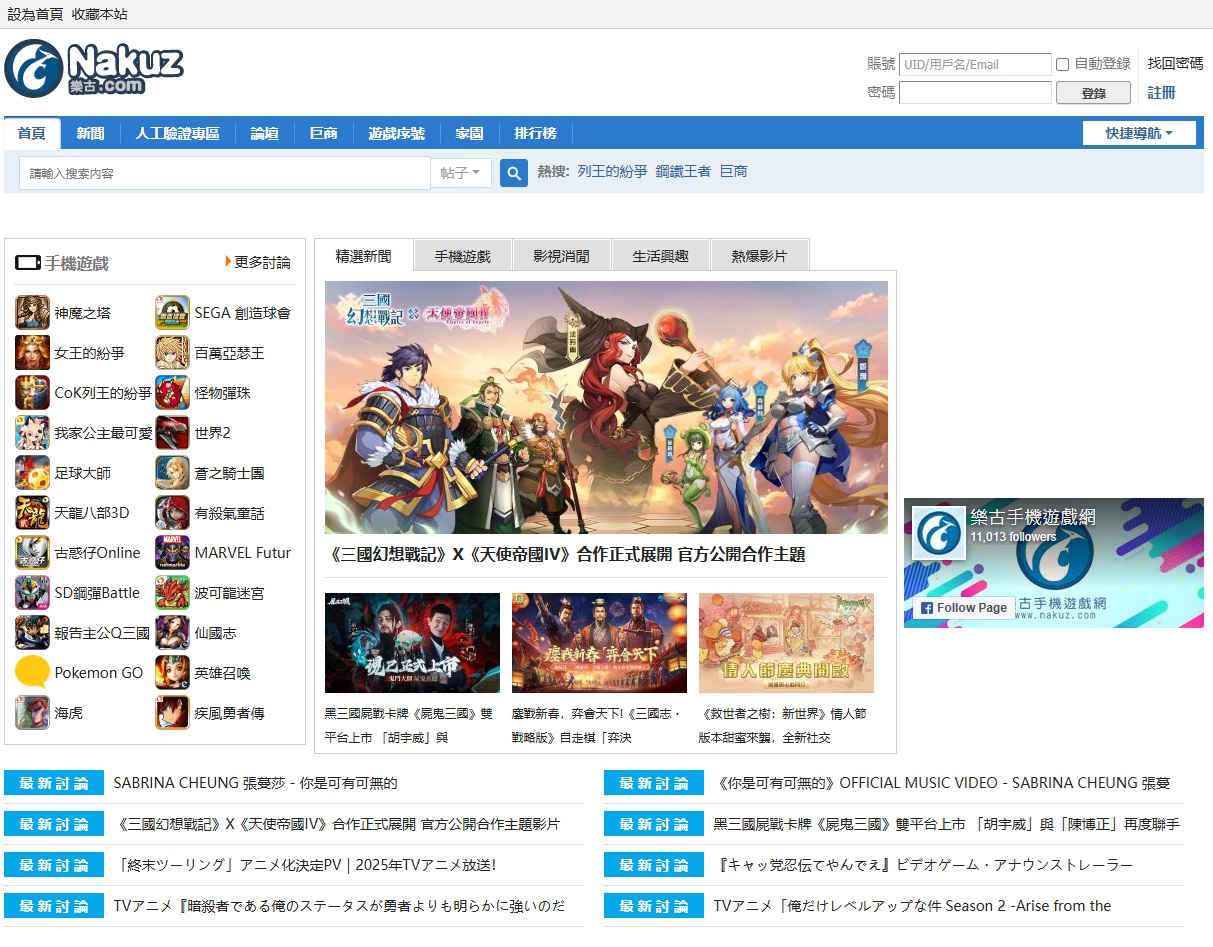 設為首頁 收藏本站
Nakuz
樂古.com
賬號 UID/用戶名/Email 自動登錄 找回密碼
密碼 登錄 註冊
首頁 新聞 人工驗證專區 論壇 巨商 遊戲序號 家園 排行榜 快捷導航
請輸入搜索內容 帖子 熱搜: 列王的紛爭 鋼鐵王者 巨商
手機遊戲 更多討論
神魔之塔 SEGA 創造球會
女王的紛爭 百萬亞瑟王
CoK列王的紛爭 怪物彈珠
我家公主最可愛 世界2
足球大師 蒼之騎士團
天龍八部3D 有殺氣童話
古惑仔Online MARVEL Futur
SD鋼彈Battle 波可龍迷宮
報告主公Q三國 仙國志
Pokemon GO 英雄召喚
海虎 疾風勇者傳
精選新聞 手機遊戲 影視消閒 生活興趣 熱爆影片
三國
幻想戰記 天使帝國IV
《三國幻想戰記》X《天使帝國IV》合作正式展開 官方公開合作主題
現已正式上市
鏖戰新春 弈會天下
情人節慶典開啟
黑三國屍戰卡牌《屍鬼三國》雙
平台上市 「胡宇威」與
鏖戰新春，弈會天下!《三國志・
戰略版》自走棋「弈決
《救世者之樹：新世界》情人節
版本甜蜜來襲，全新社交
樂古手機遊戲網
11,013 followers
Follow Page
古手機遊戲網
www.nakuz.com
最新討論 SABRINA CHEUNG 張蔓莎 - 你是可有可無的
最新討論 《你是可有可無的》OFFICIAL MUSIC VIDEO - SABRINA CHEUNG 張蔓
最新討論 《三國幻想戰記》X《天使帝國IV》合作正式展開 官方公開合作主題影片
最新討論 黑三國屍戰卡牌《屍鬼三國》雙平台上市 「胡宇威」與「陳博正」再度聯手
最新討論 「終末ツーリング」アニメ化決定PV｜2025年TVアニメ放送!
最新討論 『キャッ党忍伝てやんでえ』ビデオゲーム・アナウンストレーラー
最新討論 TVアニメ『暗殺者である俺のステータスが勇者よりも明らかに強いのだ
最新討論 TVアニメ「俺だけレベルアップな件 Season 2 -Arise from the